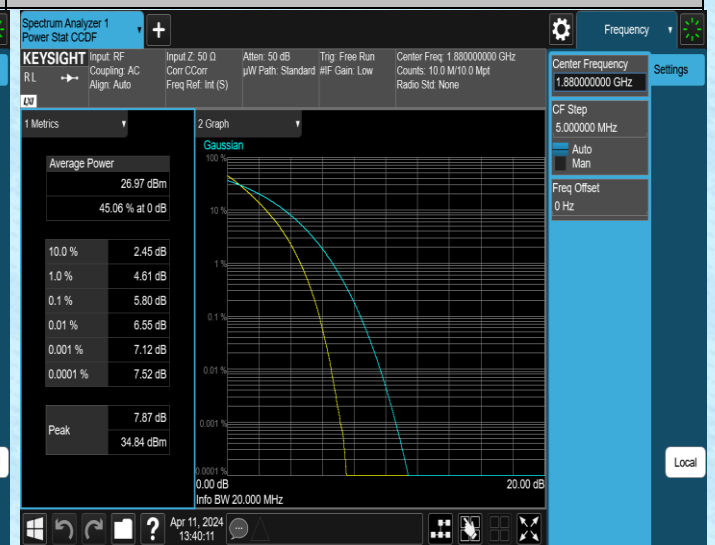 Spectrum Analyzer 1
Power Stat CCDF
Frequency
KEYSIGHT
RL
LXI
Input: RF
Coupling: AC
Align: Auto
Input Z: 50 Ω
Corr CCorr
Freq Ref: Int (S)
Atten: 50 dB
µW Path: Standard
Trig: Free Run
#IF Gain: Low
Center Freq: 1.880000000 GHz
Counts: 10.0 M/10.0 Mpt
Radio Std: None
Center Frequency
1.880000000 GHz
Settings
CF Step
5.000000 MHz
Auto
Man
Freq Offset
0 Hz
1 Metrics
Average Power
26.97 dBm
45.06 % at 0 dB
10.0 % 2.45 dB
1.0 % 4.61 dB
0.1 % 5.80 dB
0.01 % 6.55 dB
0.001 % 7.12 dB
0.0001 % 7.52 dB
Peak
7.87 dB
34.84 dBm
2 Graph
Gaussian
100 %
10 %
1 %
0.1 %
0.01 %
0.001 %
0.0001 %
0.00 dB 20.00 dB
Info BW 20.000 MHz
Local
?
Apr 11, 2024
13:40:11